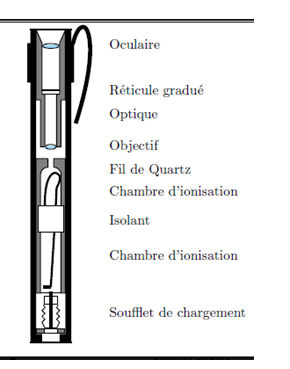 Oculaire
Réticule gradué
Optique
Objectif
Fil de Quartz
Chambre d'ionisation
Isolant
Chambre d'ionisation
Soufflet de chargement